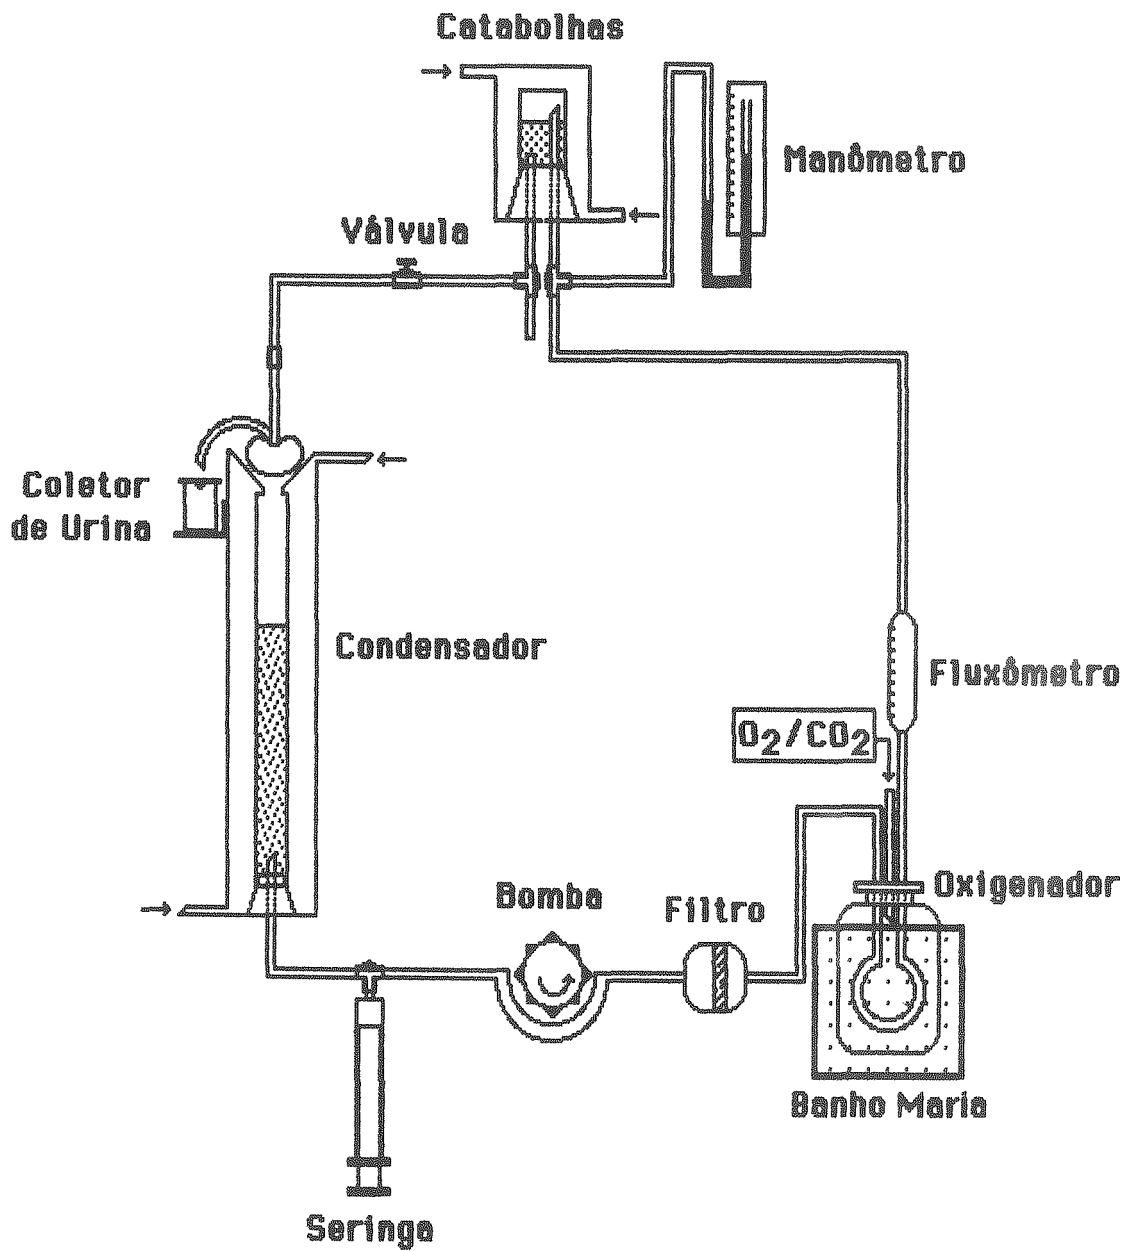 Catabolhas
Manômetro
Válvula
Coletor
de Urina
Condensador
Fluxômetro
O₂/CO₂
Bomba
Filtro
Oxigenador
Banho Maria
Seringa